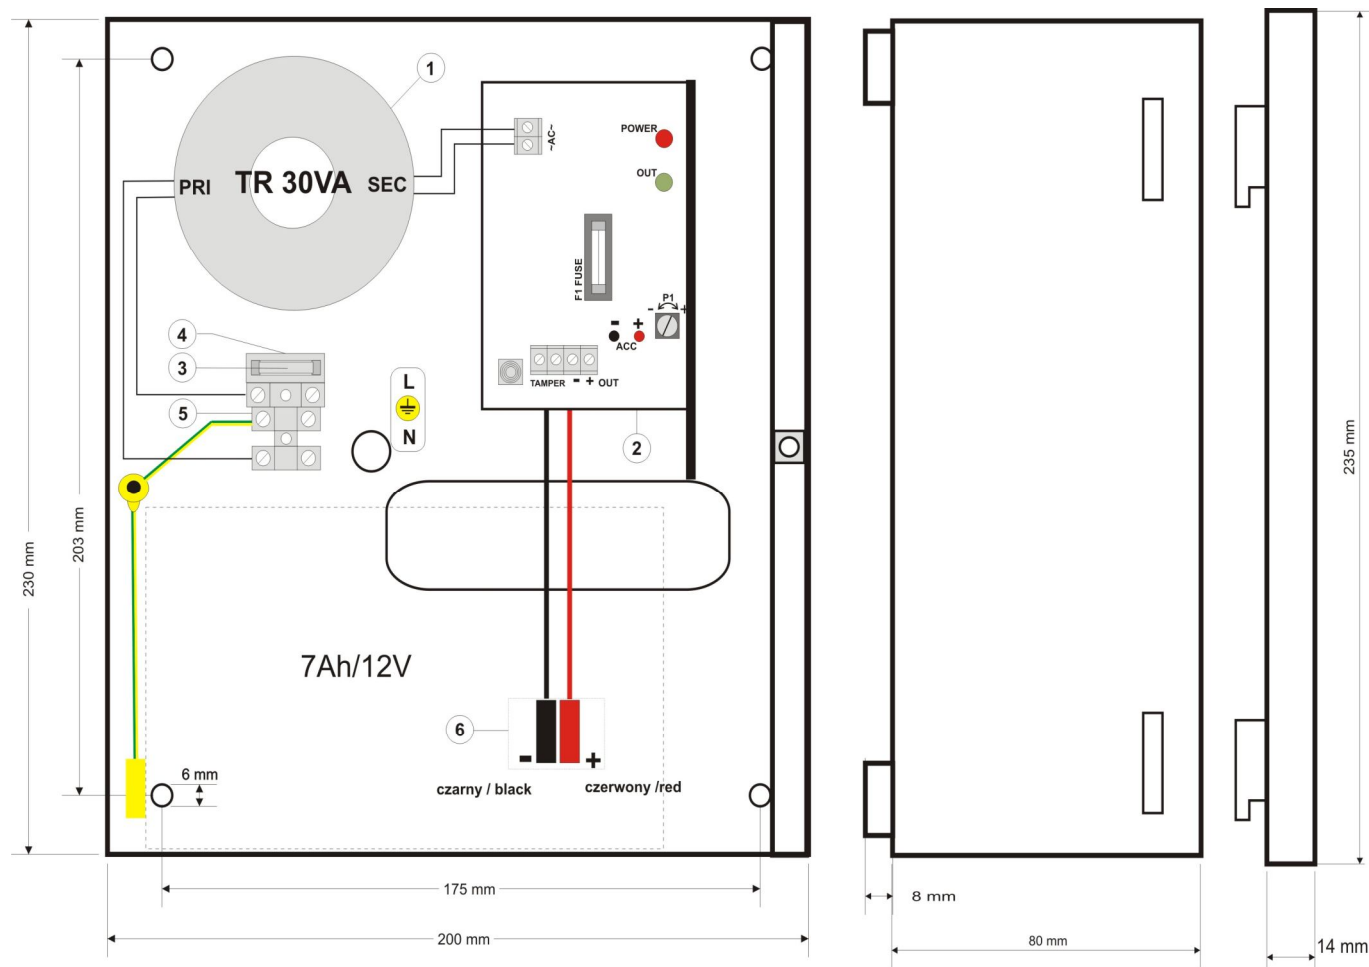 1
POWER
~AC~
OUT
PRI
TR 30VA
SEC
F1 FUSE
P1
- +
- +
ACC
4
3
5
L
N
TAMPER - + OUT
2
230 mm
203 mm
235 mm
7Ah/12V
6
- +
6 mm
czarny / black
czerwony /red
175 mm
200 mm
8 mm
80 mm
14 mm